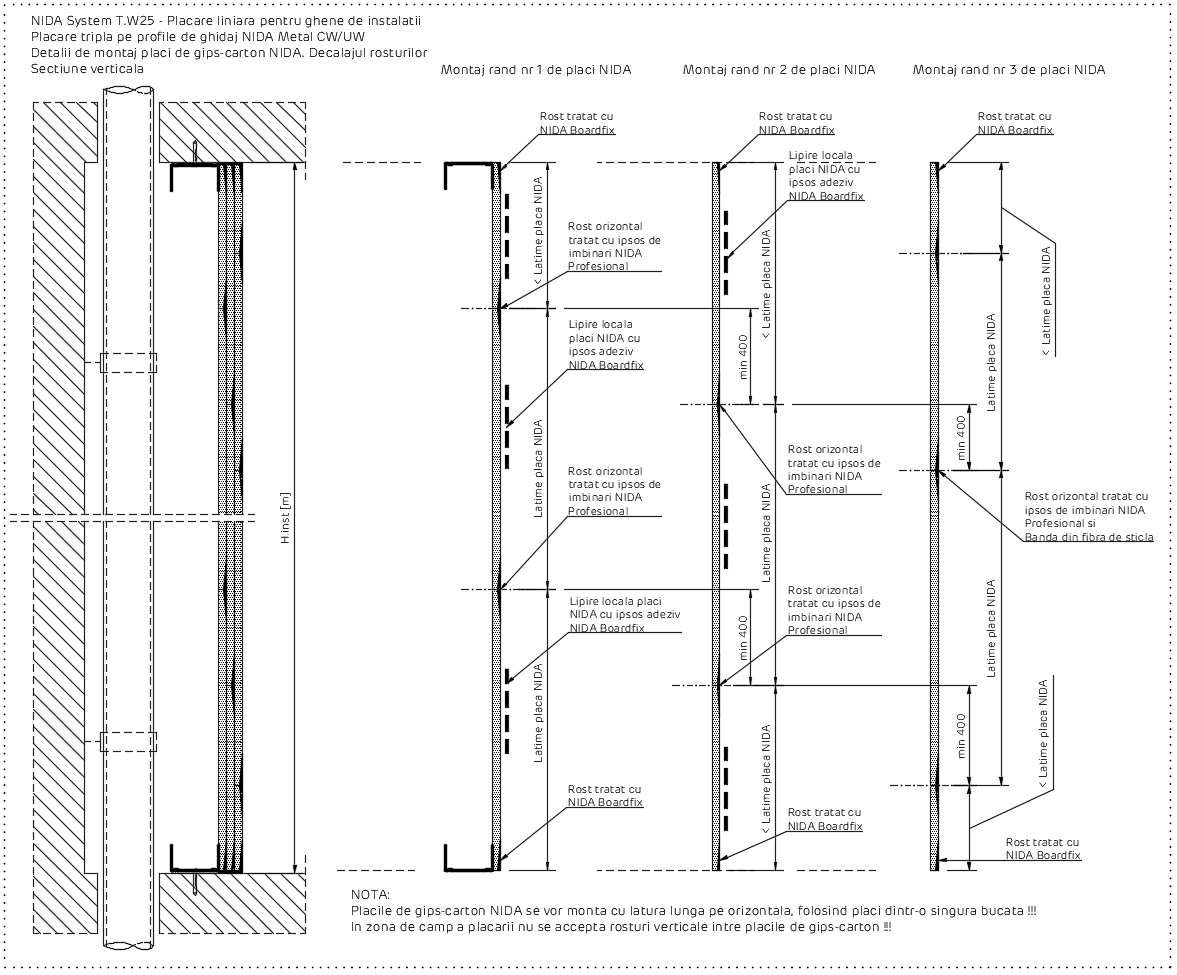 NIDA System T.W25 - Placare liniara pentru ghene de instalatii
Placare tripla pe profile de ghidaj NIDA Metal CW/UW
Detalii de montaj placi de gips-carton NIDA. Decalajul rosturilor
Sectiune verticala
H.inst [m]
Montaj rand nr 1 de placi NIDA
Rost tratat cu
NIDA Boardfix
< Latime placa NIDA
Rost orizontal
tratat cu ipsos de
imbinari NIDA
Profesional
Lipire locala
placi NIDA cu
ipsos adeziv
NIDA Boardfix
Latime placa NIDA
Rost orizontal
tratat cu ipsos de
imbinari NIDA
Profesional
Lipire locala placi
NIDA cu ipsos adeziv
NIDA Boardfix
Latime placa NIDA
Rost tratat cu
NIDA Boardfix
Montaj rand nr 2 de placi NIDA
Rost tratat cu
NIDA Boardfix
Lipire locala
placi NIDA cu
ipsos adeziv
NIDA Boardfix
< Latime placa NIDA
min 400
Rost orizontal
tratat cu ipsos de
imbinari NIDA
Profesional
Latime placa NIDA
Rost orizontal
tratat cu ipsos de
imbinari NIDA
Profesional
min 400
< Latime placa NIDA
Rost tratat cu
NIDA Boardfix
Montaj rand nr 3 de placi NIDA
Rost tratat cu
NIDA Boardfix
< Latime placa NIDA
Latime placa NIDA
min 400
Rost orizontal tratat cu
ipsos de imbinari NIDA
Profesional si
Banda din fibra de sticla
Latime placa NIDA
min 400
< Latime placa NIDA
Rost tratat cu
NIDA Boardfix
NOTA:
Placile de gips-carton NIDA se vor monta cu latura lunga pe orizontala, folosind placi dintr-o singura bucata !!!
In zona de camp a placarii nu se accepta rosturi verticale intre placile de gips-carton !!!